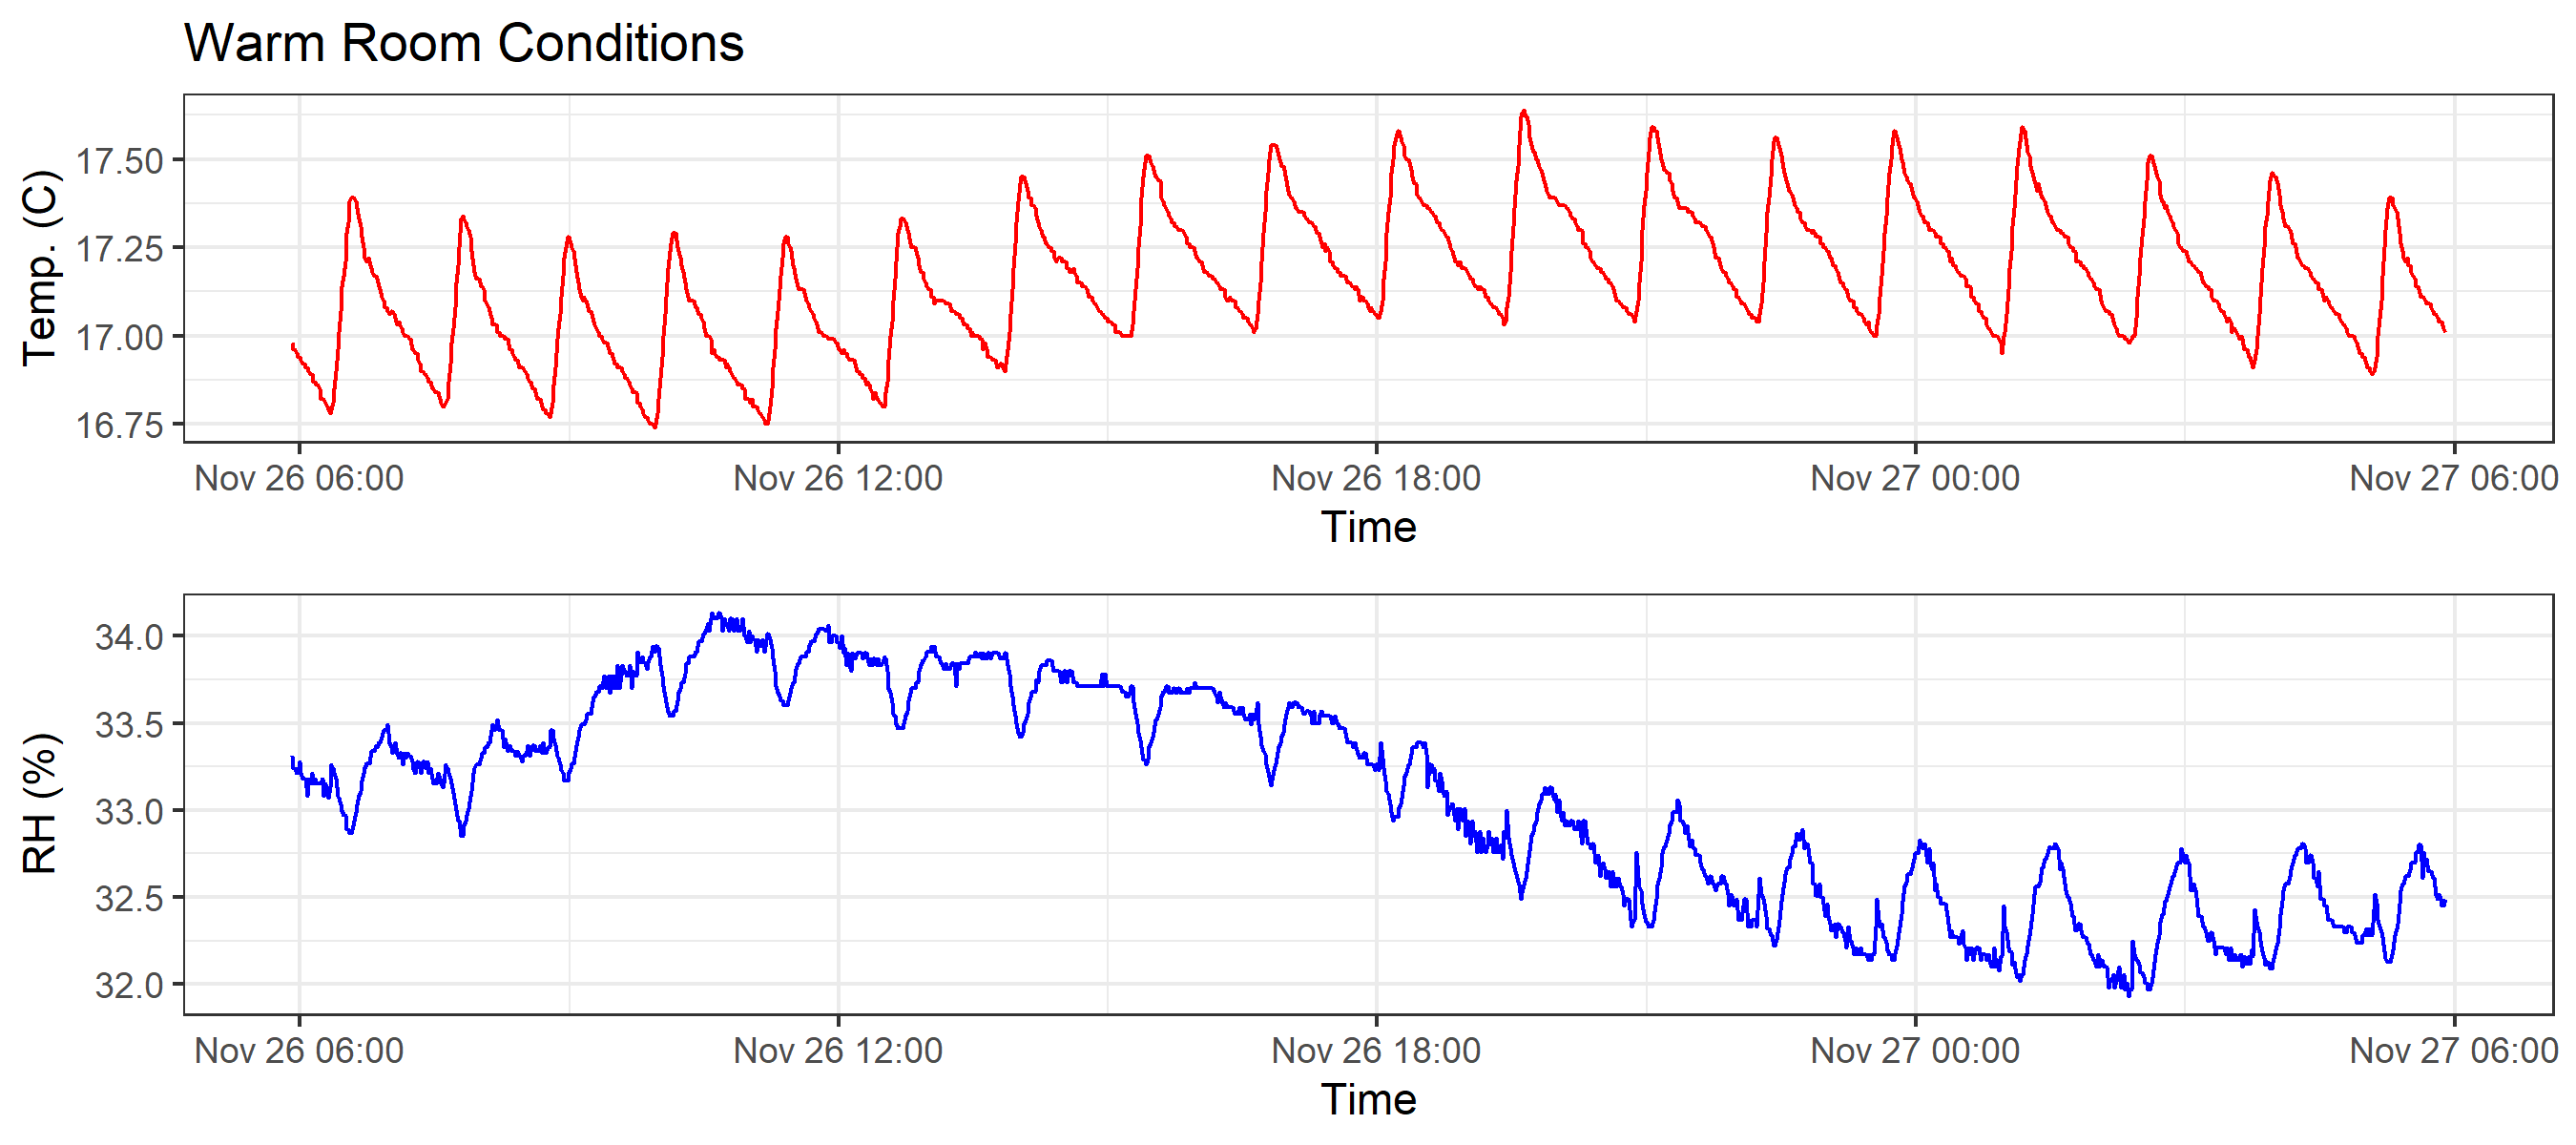 Warm Room Conditions
Temp. (C)
17.50
17.25
17.00
16.75
Nov 26 06:00 Nov 26 12:00 Nov 26 18:00 Nov 27 00:00 Nov 27 06:00
Time
RH (%)
34.0
33.5
33.0
32.5
32.0
Nov 26 06:00 Nov 26 12:00 Nov 26 18:00 Nov 27 00:00 Nov 27 06:00
Time